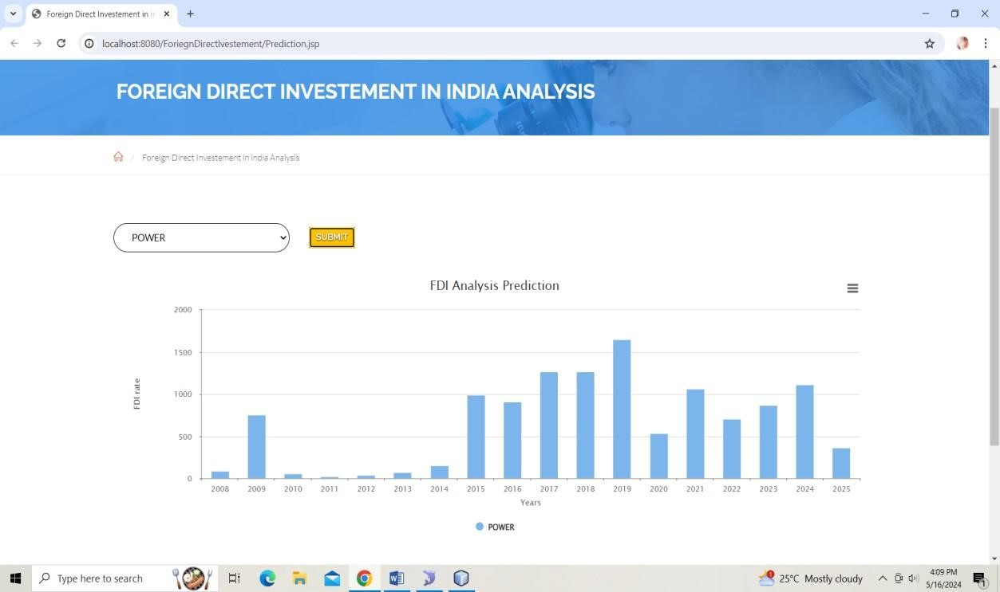 Foreign Direct Investement in i
localhost:8080/ForiegnDirectIvestement/Prediction.jsp
FOREIGN DIRECT INVESTEMENT IN INDIA ANALYSIS
/ Foreign Direct Investement in india Analysis
POWER
SUBMIT
FDI Analysis Prediction
2000
1500
1000
500
0
FDI rate
2008 2009 2010 2011 2012 2013 2014 2015 2016 2017 2018 2019 2020 2021 2022 2023 2024 2025
Years
POWER
Type here to search
1
25°C Mostly cloudy
4:09 PM
5/16/2024
1